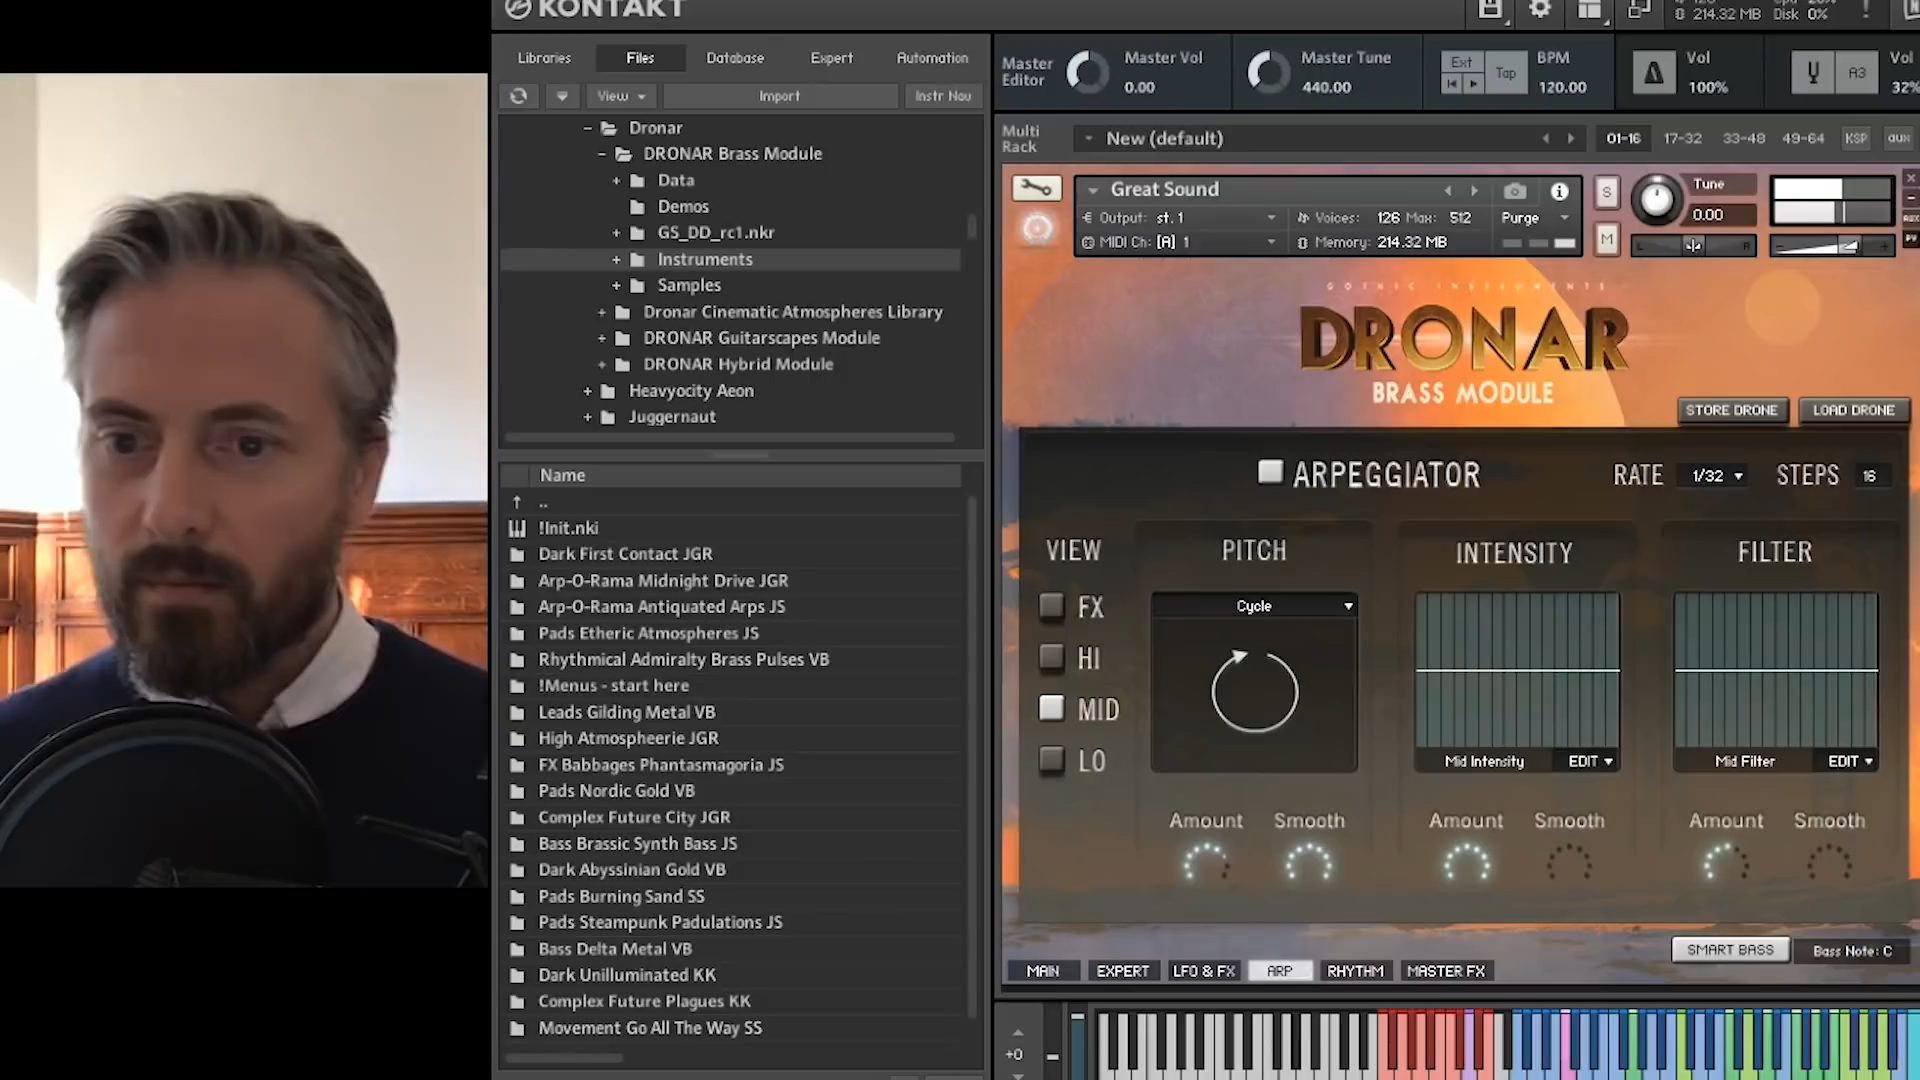 KONTAKT
214.32 MB Disk 0%
Libraries Files Database Expert Automation
View Import Instr Nav
Dronar
DRONAR Brass Module
Data
Demos
GS_DD_rc1.nkr
Instruments
Samples
Dronar Cinematic Atmospheres Library
DRONAR Guitarscapes Module
DRONAR Hybrid Module
Heavyocity Aeon
Juggernaut
Name
..
!Init.nki
Dark First Contact JGR
Arp-O-Rama Midnight Drive JGR
Arp-O-Rama Antiquated Arps JS
Pads Etheric Atmospheres JS
Rhythmical Admiralty Brass Pulses VB
!Menus - start here
Leads Gilding Metal VB
High Atmospheerie JGR
FX Babbages Phantasmagoria JS
Pads Nordic Gold VB
Complex Future City JGR
Bass Brassic Synth Bass JS
Dark Abyssinian Gold VB
Pads Burning Sand SS
Pads Steampunk Padulations JS
Bass Delta Metal VB
Dark Unilluminated KK
Complex Future Plagues KK
Movement Go All The Way SS
Master Editor
Master Vol 0.00
Master Tune 440.00
Ext Tap BPM 120.00
Vol 100%
A3 Vol 32%
Multi Rack New (default) 01-16 17-32 33-48 49-64 KSP aux
Great Sound
Output: st. 1 Voices: 126 Max: 512 Purge
MIDI Ch: [A] 1 Memory: 214.32 MB
S M
Tune 0.00
L R
AUX
PV
GOTHIC INSTRUMENTS
DRONAR
BRASS MODULE
STORE DRONE LOAD DRONE
ARPEGGIATOR RATE 1/32 STEPS 16
VIEW PITCH INTENSITY FILTER
FX
HI
MID
LO
Cycle
Mid Intensity EDIT
Mid Filter EDIT
Amount Smooth Amount Smooth Amount Smooth
SMART BASS Bass Note: C
MAIN EXPERT LFO & FX ARP RHYTHM MASTER FX
+0